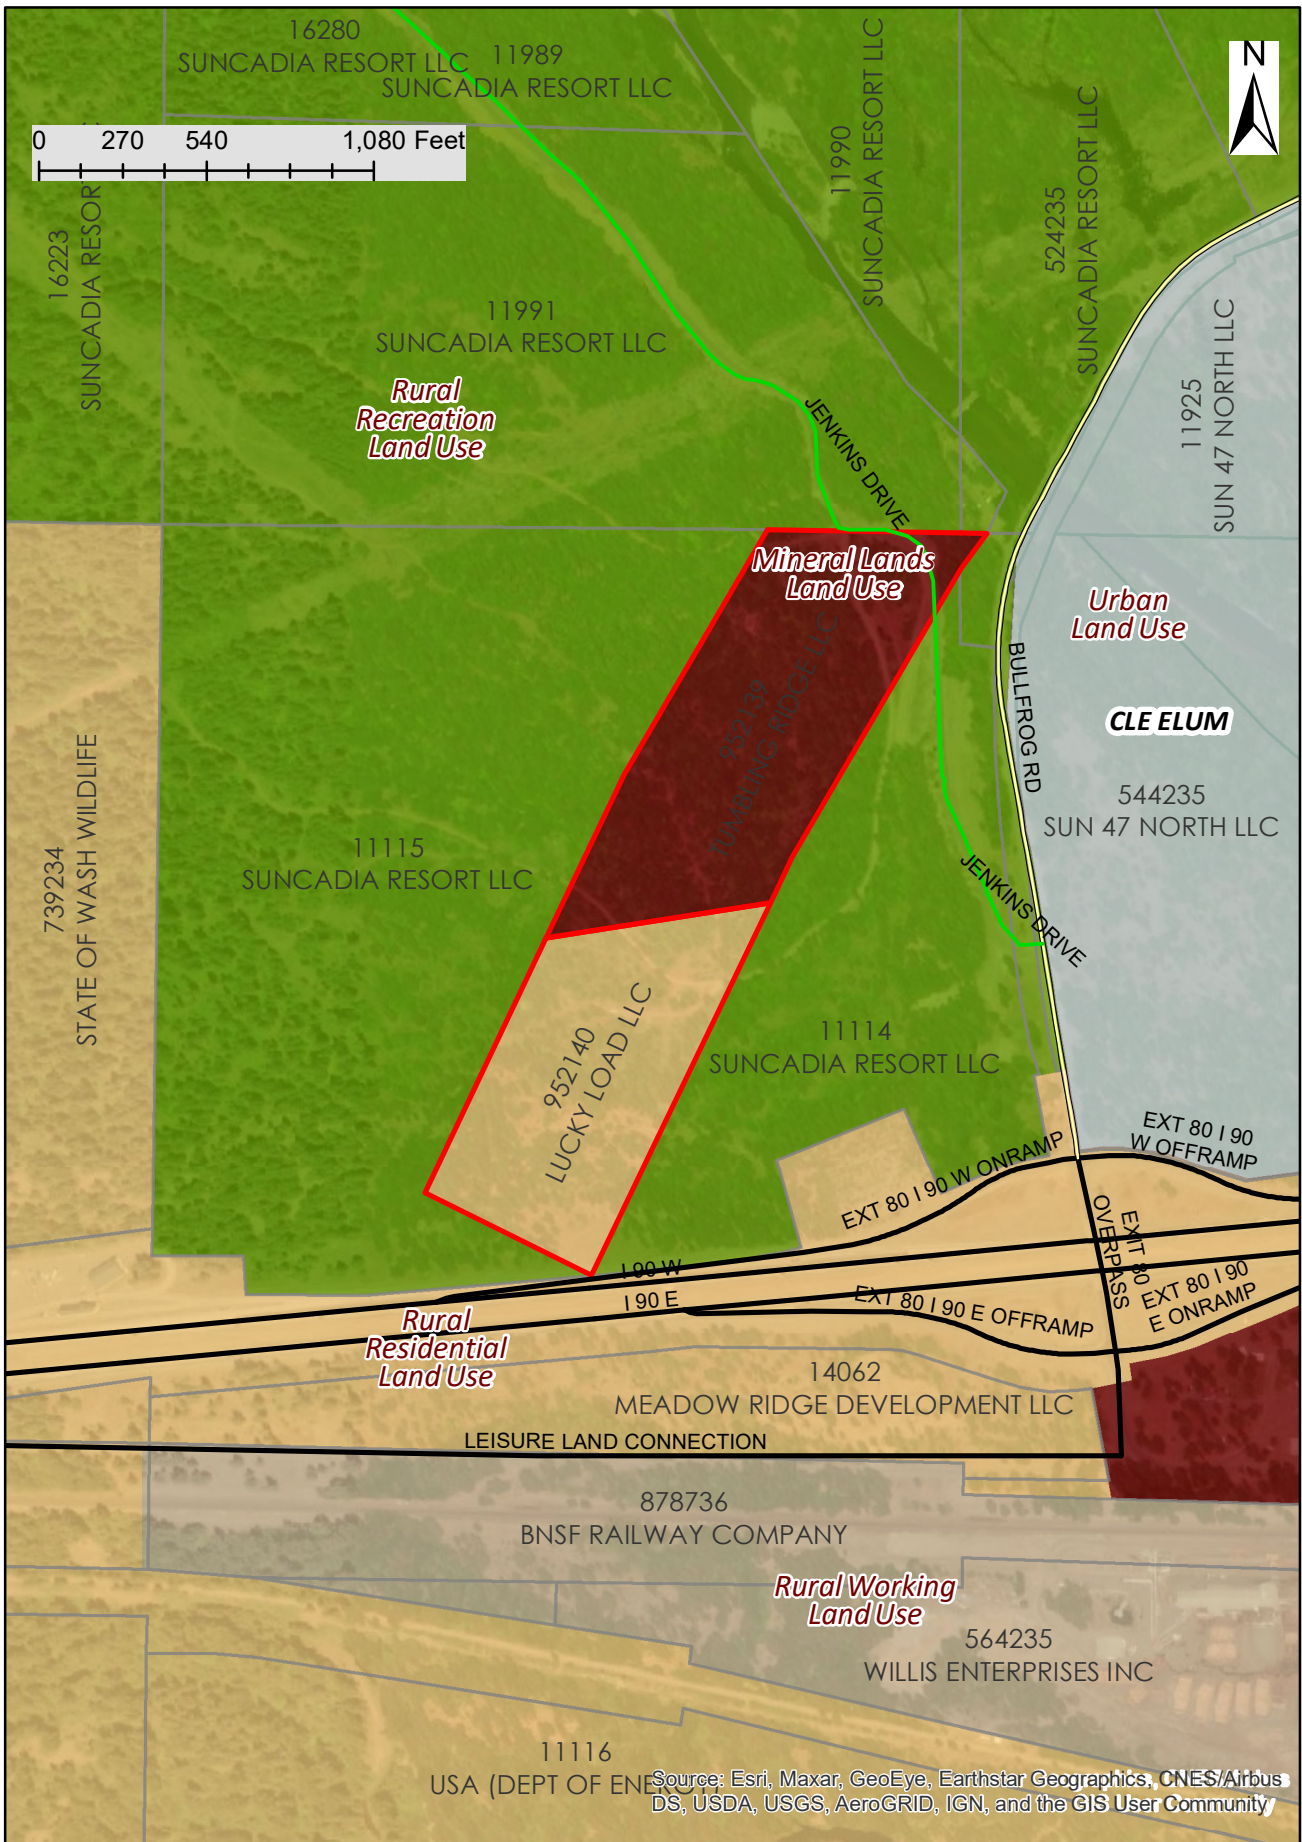 16280
SUNCADIA RESORT LLC
11989
SUNCADIA RESORT LLC
N
0 270 540 1,080 Feet
16223
SUNCADIA RESOR
11990
SUNCADIA RESORT LLC
524235
SUNCADIA RESORT LLC
11991
SUNCADIA RESORT LLC
11925
SUN 47 NORTH LLC
Rural
Recreation
Land Use
JENKINS DRIVE
Mineral Lands
Land Use
Urban
Land Use
952139
TUMBLING RIDGE LLC
BULLFROG RD
CLE ELUM
544235
SUN 47 NORTH LLC
739234
STATE OF WASH WILDLIFE
11115
SUNCADIA RESORT LLC
JENKINS DRIVE
952140
LUCKY LOAD LLC
11114
SUNCADIA RESORT LLC
EXT 80 I 90 W ONRAMP
EXT 80 I 90
W OFFRAMP
EXIT 80
OVERPASS
I 90 W
I 90 E
EXT 80 I 90 E OFFRAMP
EXT 80 I 90
E ONRAMP
Rural
Residential
Land Use
14062
MEADOW RIDGE DEVELOPMENT LLC
LEISURE LAND CONNECTION
878736
BNSF RAILWAY COMPANY
Rural Working
Land Use
564235
WILLIS ENTERPRISES INC
11116
USA (DEPT OF ENERGY)
Source: Esri, Maxar, GeoEye, Earthstar Geographics, CNES/Airbus
DS, USDA, USGS, AeroGRID, IGN, and the GIS User Community